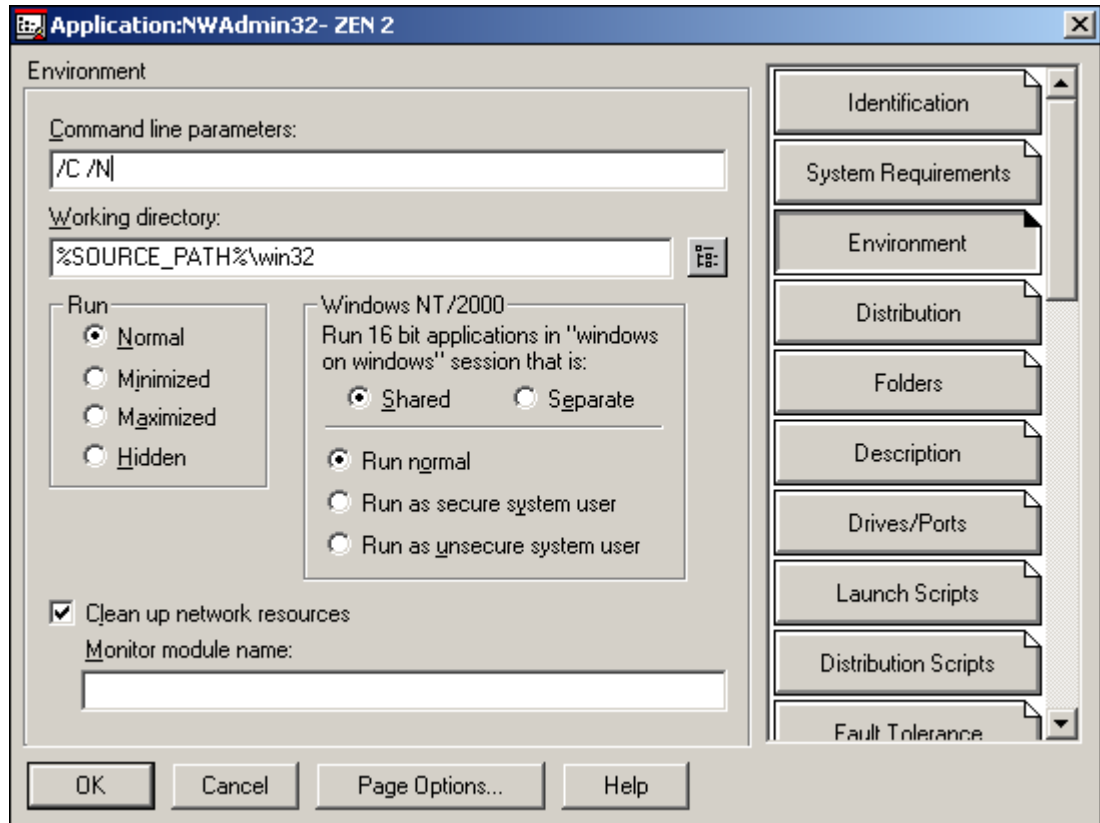 Application:NWAdmin32- ZEN 2
Environment
Command line parameters:
/C /N
Working directory:
%SOURCE_PATH%\win32
Run
Normal
Minimized
Maximized
Hidden
Windows NT/2000
Run 16 bit applications in "windows
on windows" session that is:
Shared Separate
Run normal
Run as secure system user
Run as unsecure system user
Clean up network resources
Monitor module name:
Identification
System Requirements
Environment
Distribution
Folders
Description
Drives/Ports
Launch Scripts
Distribution Scripts
Fault Tolerance
OK Cancel Page Options... Help